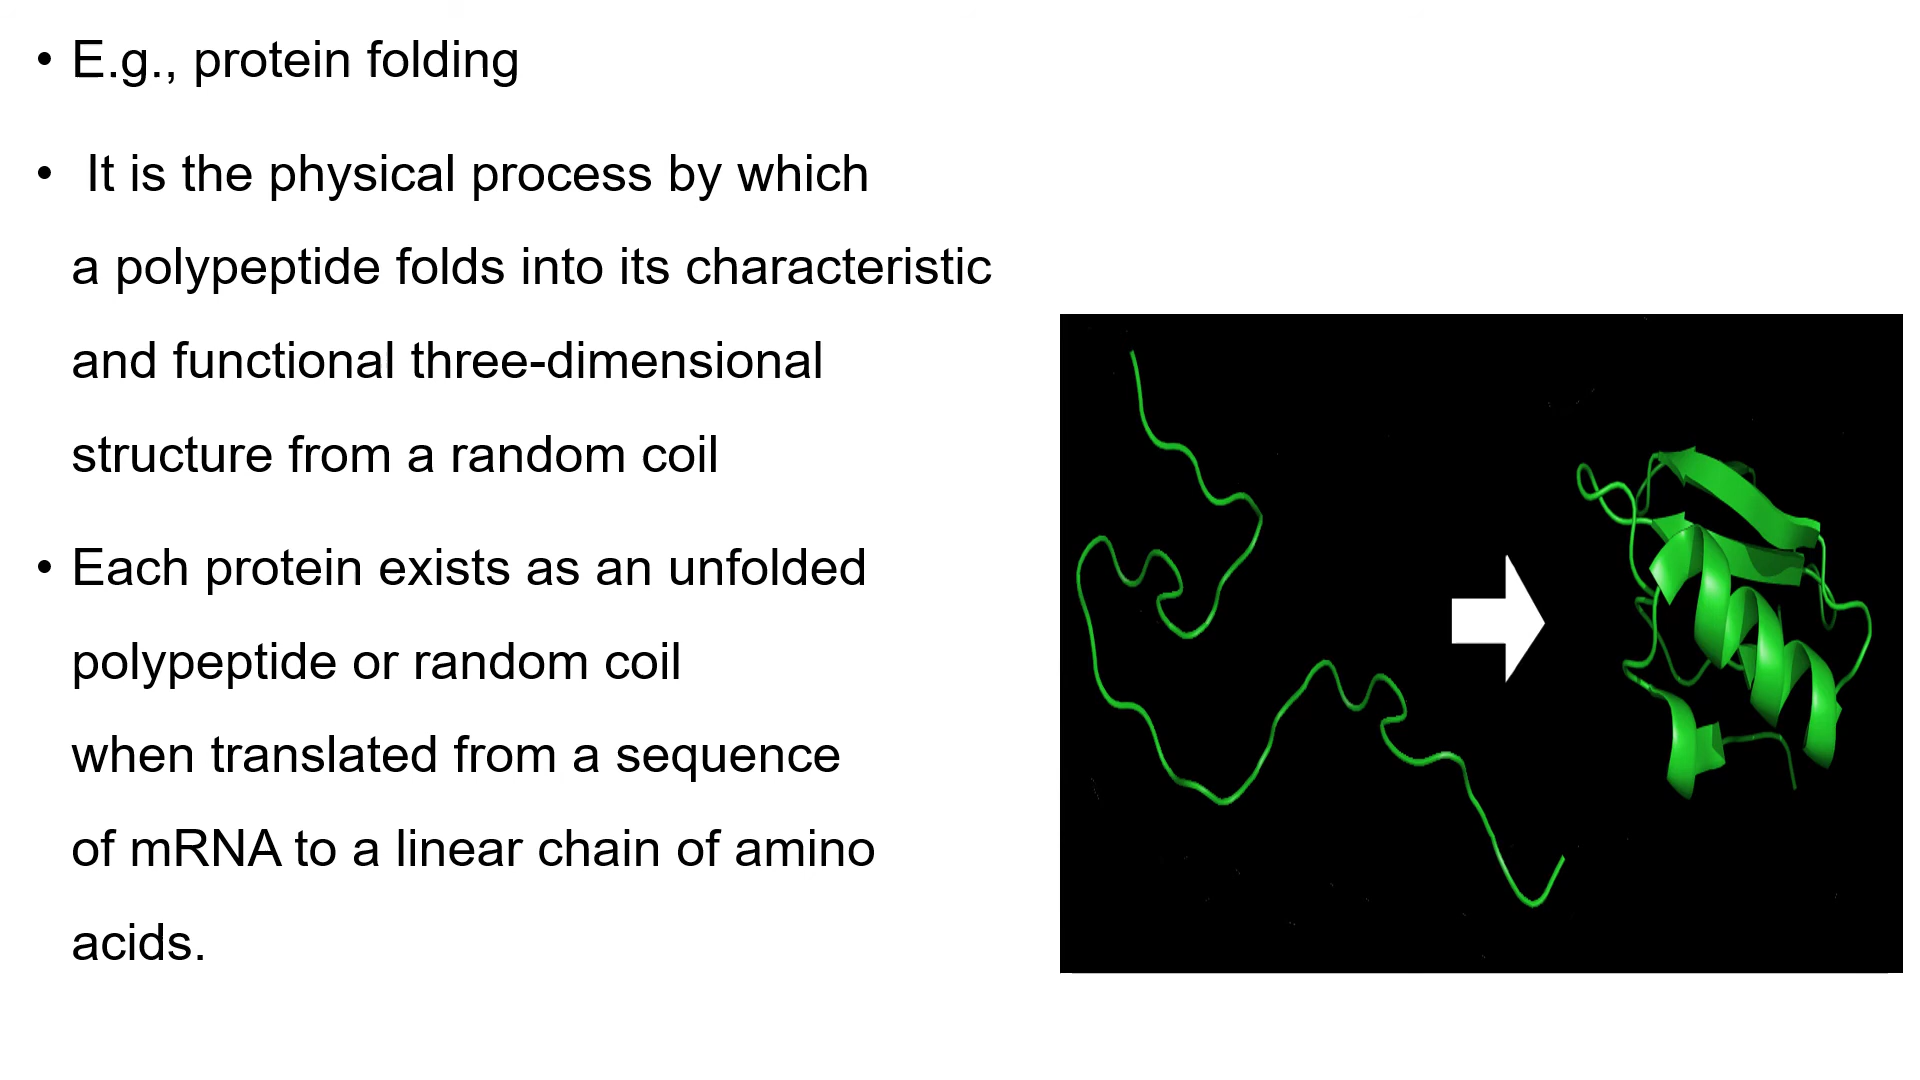 • E.g., protein folding
• It is the physical process by which
a polypeptide folds into its characteristic
and functional three-dimensional
structure from a random coil
• Each protein exists as an unfolded
polypeptide or random coil
when translated from a sequence
of mRNA to a linear chain of amino
acids.